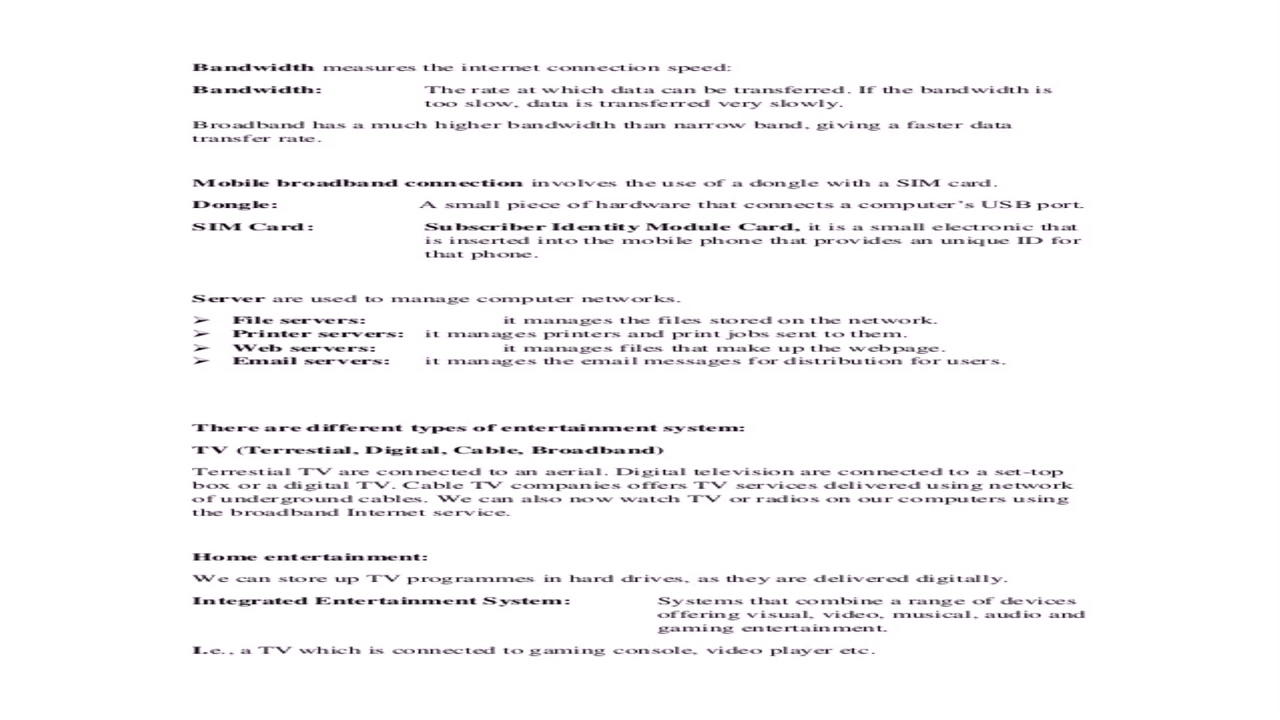 Bandwidth measures the internet connection speed:
Bandwidth: The rate at which data can be transferred. If the bandwidth is
too slow, data is transferred very slowly.
Broadband has a much higher bandwidth than narrow band, giving a faster data
transfer rate.
Mobile broadband connection involves the use of a dongle with a SIM card.
Dongle: A small piece of hardware that connects a computer's USB port.
SIM Card: Subscriber Identity Module Card, it is a small electronic that
is inserted into the mobile phone that provides an unique ID for
that phone.
Server are used to manage computer networks.
➢ File servers: it manages the files stored on the network.
➢ Printer servers: it manages printers and print jobs sent to them.
➢ Web servers: it manages files that make up the webpage.
➢ Email servers: it manages the email messages for distribution for users.
There are different types of entertainment system:
TV (Terrestial, Digital, Cable, Broadband)
Terrestial TV are connected to an aerial. Digital television are connected to a set-top
box or a digital TV. Cable TV companies offers TV services delivered using network
of underground cables. We can also now watch TV or radios on our computers using
the broadband Internet service.
Home entertainment:
We can store up TV programmes in hard drives, as they are delivered digitally.
Integrated Entertainment System: Systems that combine a range of devices
offering visual, video, musical, audio and
gaming entertainment.
I.e., a TV which is connected to gaming console, video player etc.